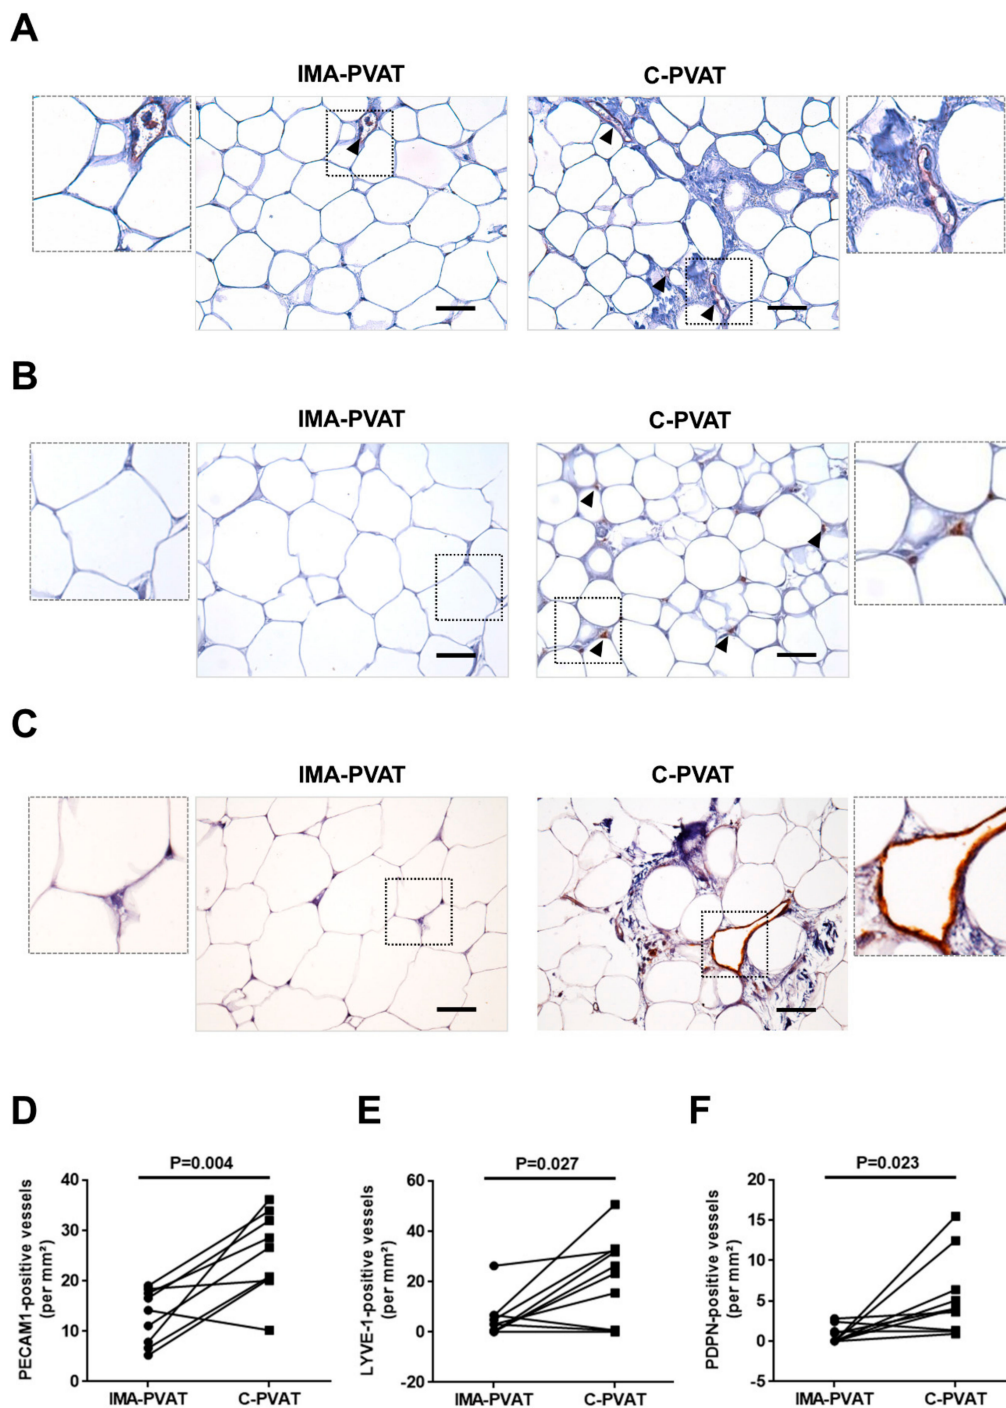 A
IMA-PVAT C-PVAT
B
IMA-PVAT C-PVAT
C
IMA-PVAT C-PVAT
D E F
P=0.004
PECAM1-positive vessels
(per mm²)
40
30
20
10
0
IMA-PVAT C-PVAT
P=0.027
LYVE-1-positive vessels
(per mm²)
60
40
20
0
-20
IMA-PVAT C-PVAT
P=0.023
PDPN-positive vessels
(per mm²)
20
15
10
5
0
-5
IMA-PVAT C-PVAT